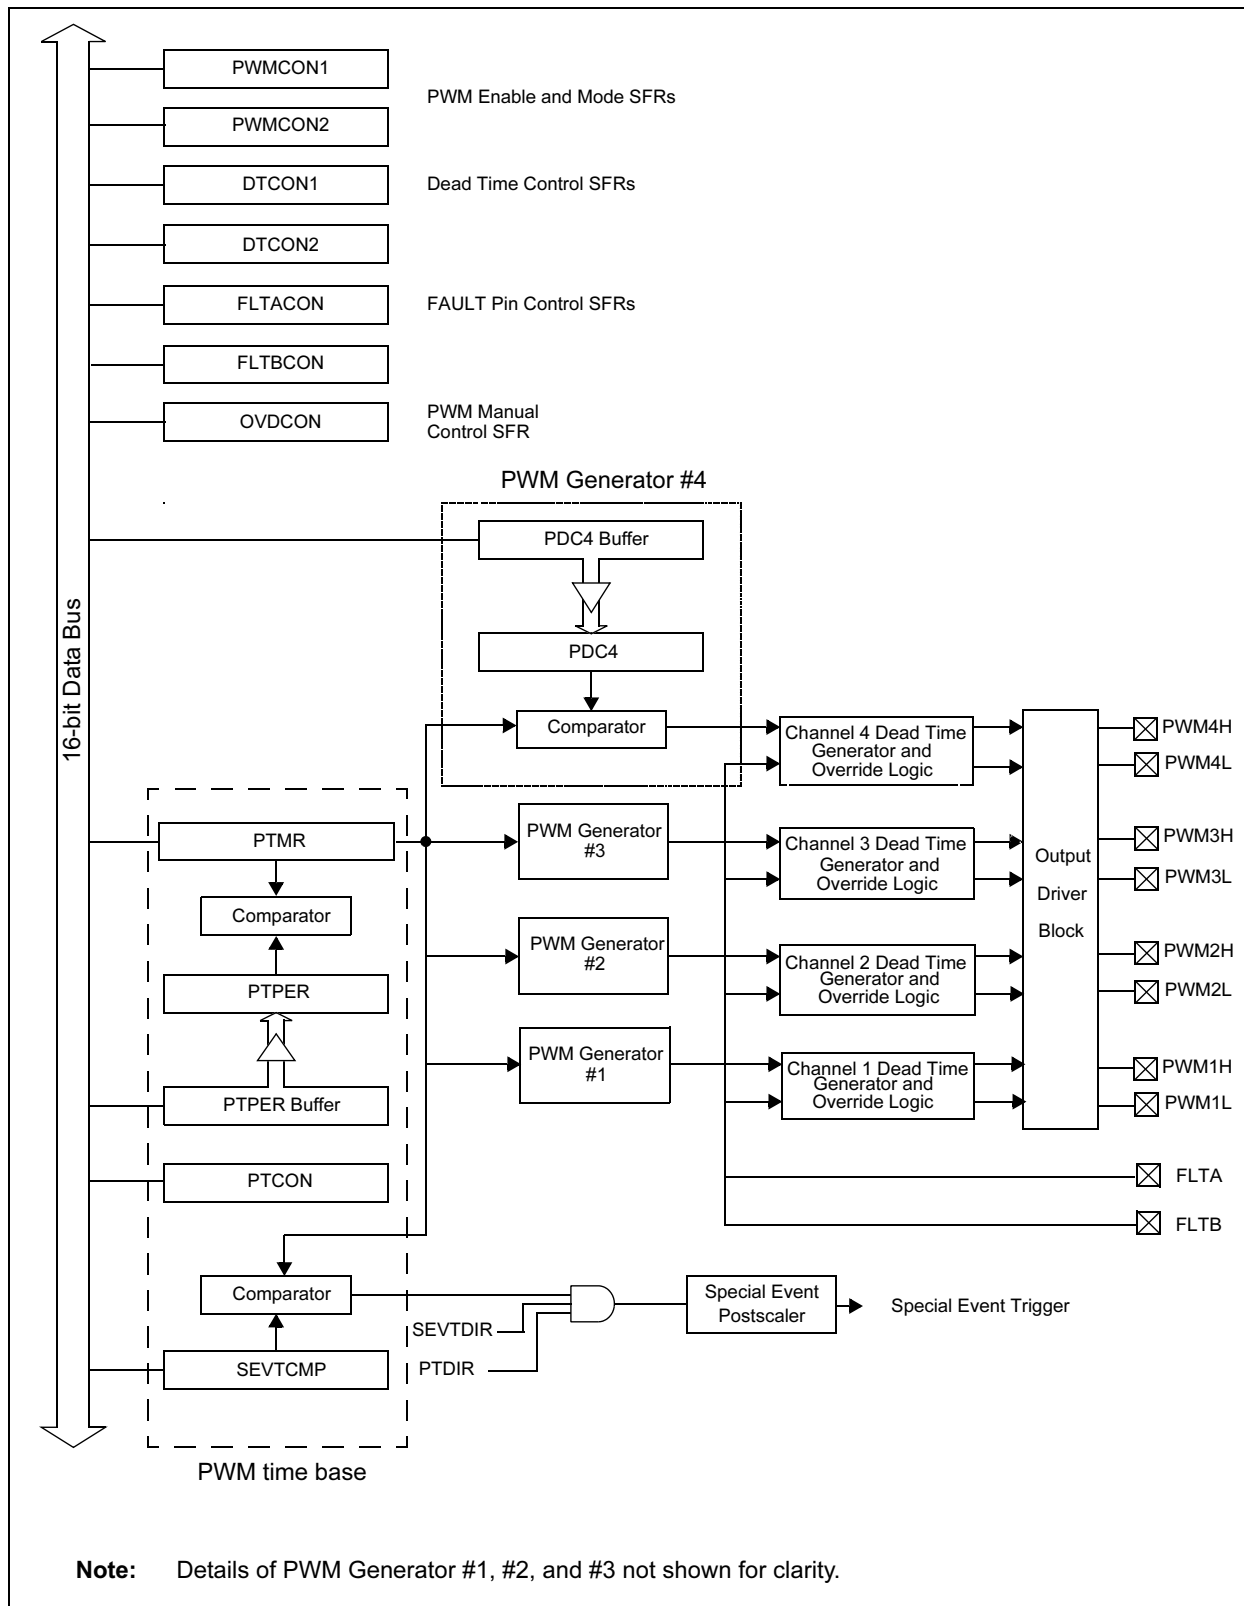 PWMCON1
PWM Enable and Mode SFRs
PWMCON2
DTCON1
Dead Time Control SFRs
DTCON2
FLTACON
FAULT Pin Control SFRs
FLTBCON
OVDCON
PWM Manual
Control SFR
PWM Generator #4
PDC4 Buffer
PDC4
Comparator
16-bit Data Bus
Channel 4 Dead Time
Generator and
Override Logic
PWM4H
PWM4L
PTMR
PWM Generator
#3
Channel 3 Dead Time
Generator and
Override Logic
PWM3H
PWM3L
Output
Driver
Block
Comparator
PTPER
PWM Generator
#2
Channel 2 Dead Time
Generator and
Override Logic
PWM2H
PWM2L
PTPER Buffer
PWM Generator
#1
Channel 1 Dead Time
Generator and
Override Logic
PWM1H
PWM1L
PTCON
FLTA
FLTB
Comparator
SEVTDIR
PTDIR
Special Event
Postscaler
Special Event Trigger
SEVTCMP
PWM time base
Note: Details of PWM Generator #1, #2, and #3 not shown for clarity.